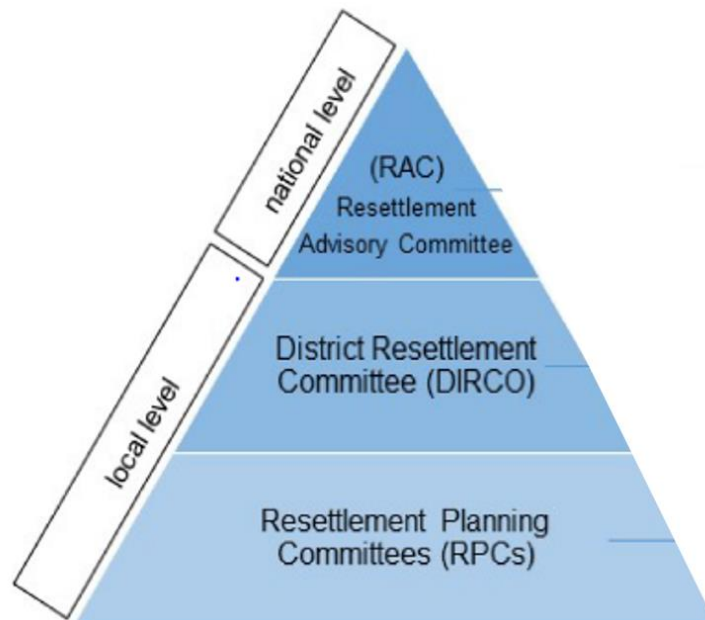 national level
(RAC)
Resettlement
Advisory Committee
local level
District Resettlement
Committee (DIRCO)
Resettlement Planning
Committees (RPCs)